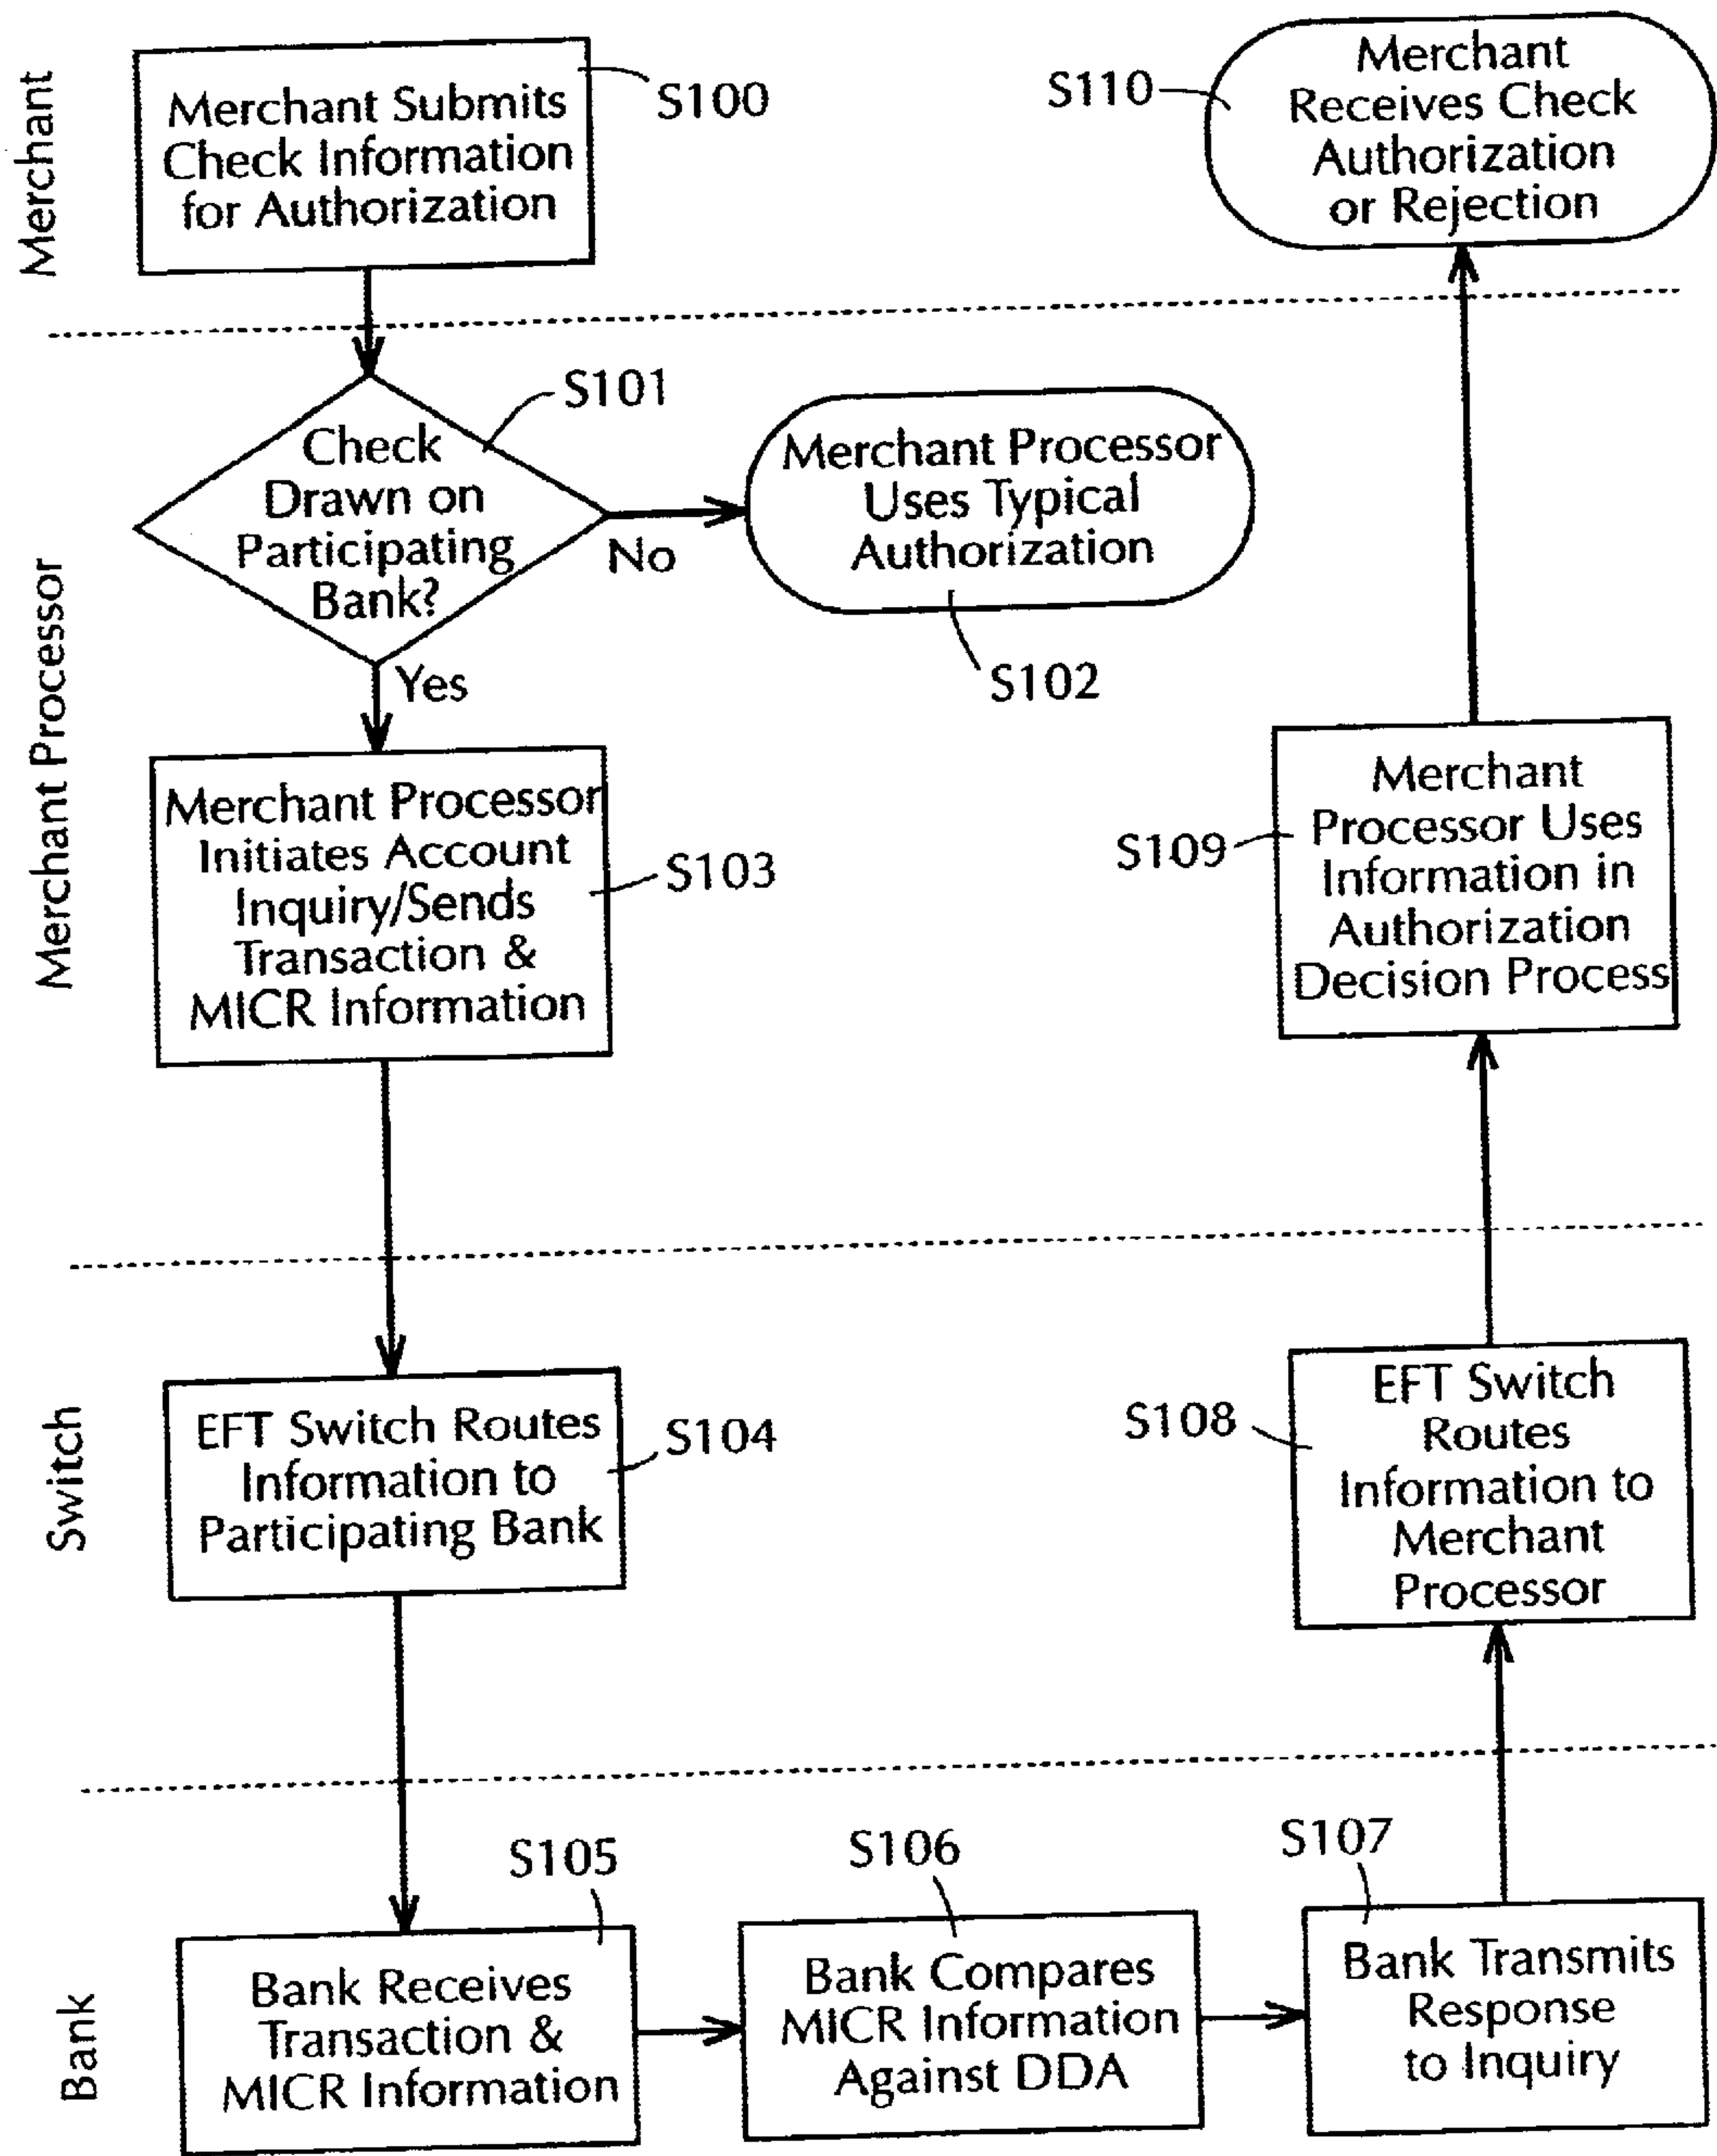 Merchant
Merchant Submits
Check Information
for Authorization
S100
S110
Merchant
Receives Check
Authorization
or Rejection
Merchant Processor
Check
Drawn on
Participating
Bank?
S101
No
Yes
Merchant Processor
Uses Typical
Authorization
S102
Merchant Processor
Initiates Account
Inquiry/Sends
Transaction &
MICR Information
S103
S109
Merchant
Processor Uses
Information in
Authorization
Decision Process
Switch
EFT Switch Routes
Information to
Participating Bank
S104
S108
EFT Switch
Routes
Information to
Merchant
Processor
Bank
S105
Bank Receives
Transaction &
MICR Information
S106
Bank Compares
MICR Information
Against DDA
S107
Bank Transmits
Response
to Inquiry